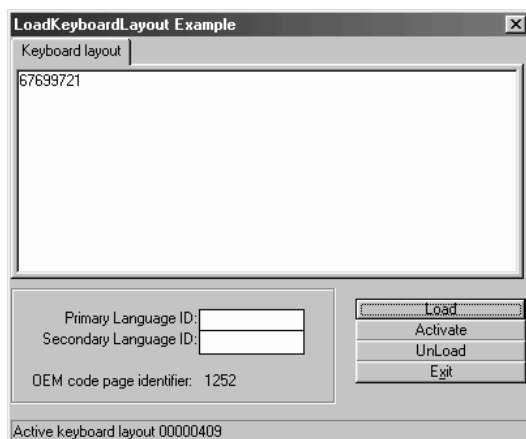 LoadKeyboardLayout Example
Keyboard layout
67699721
Primary Language ID:
Secondary Language ID:
OEM code page identifier: 1252
Load
Activate
UnLoad
Exit
Active keyboard layout 00000409